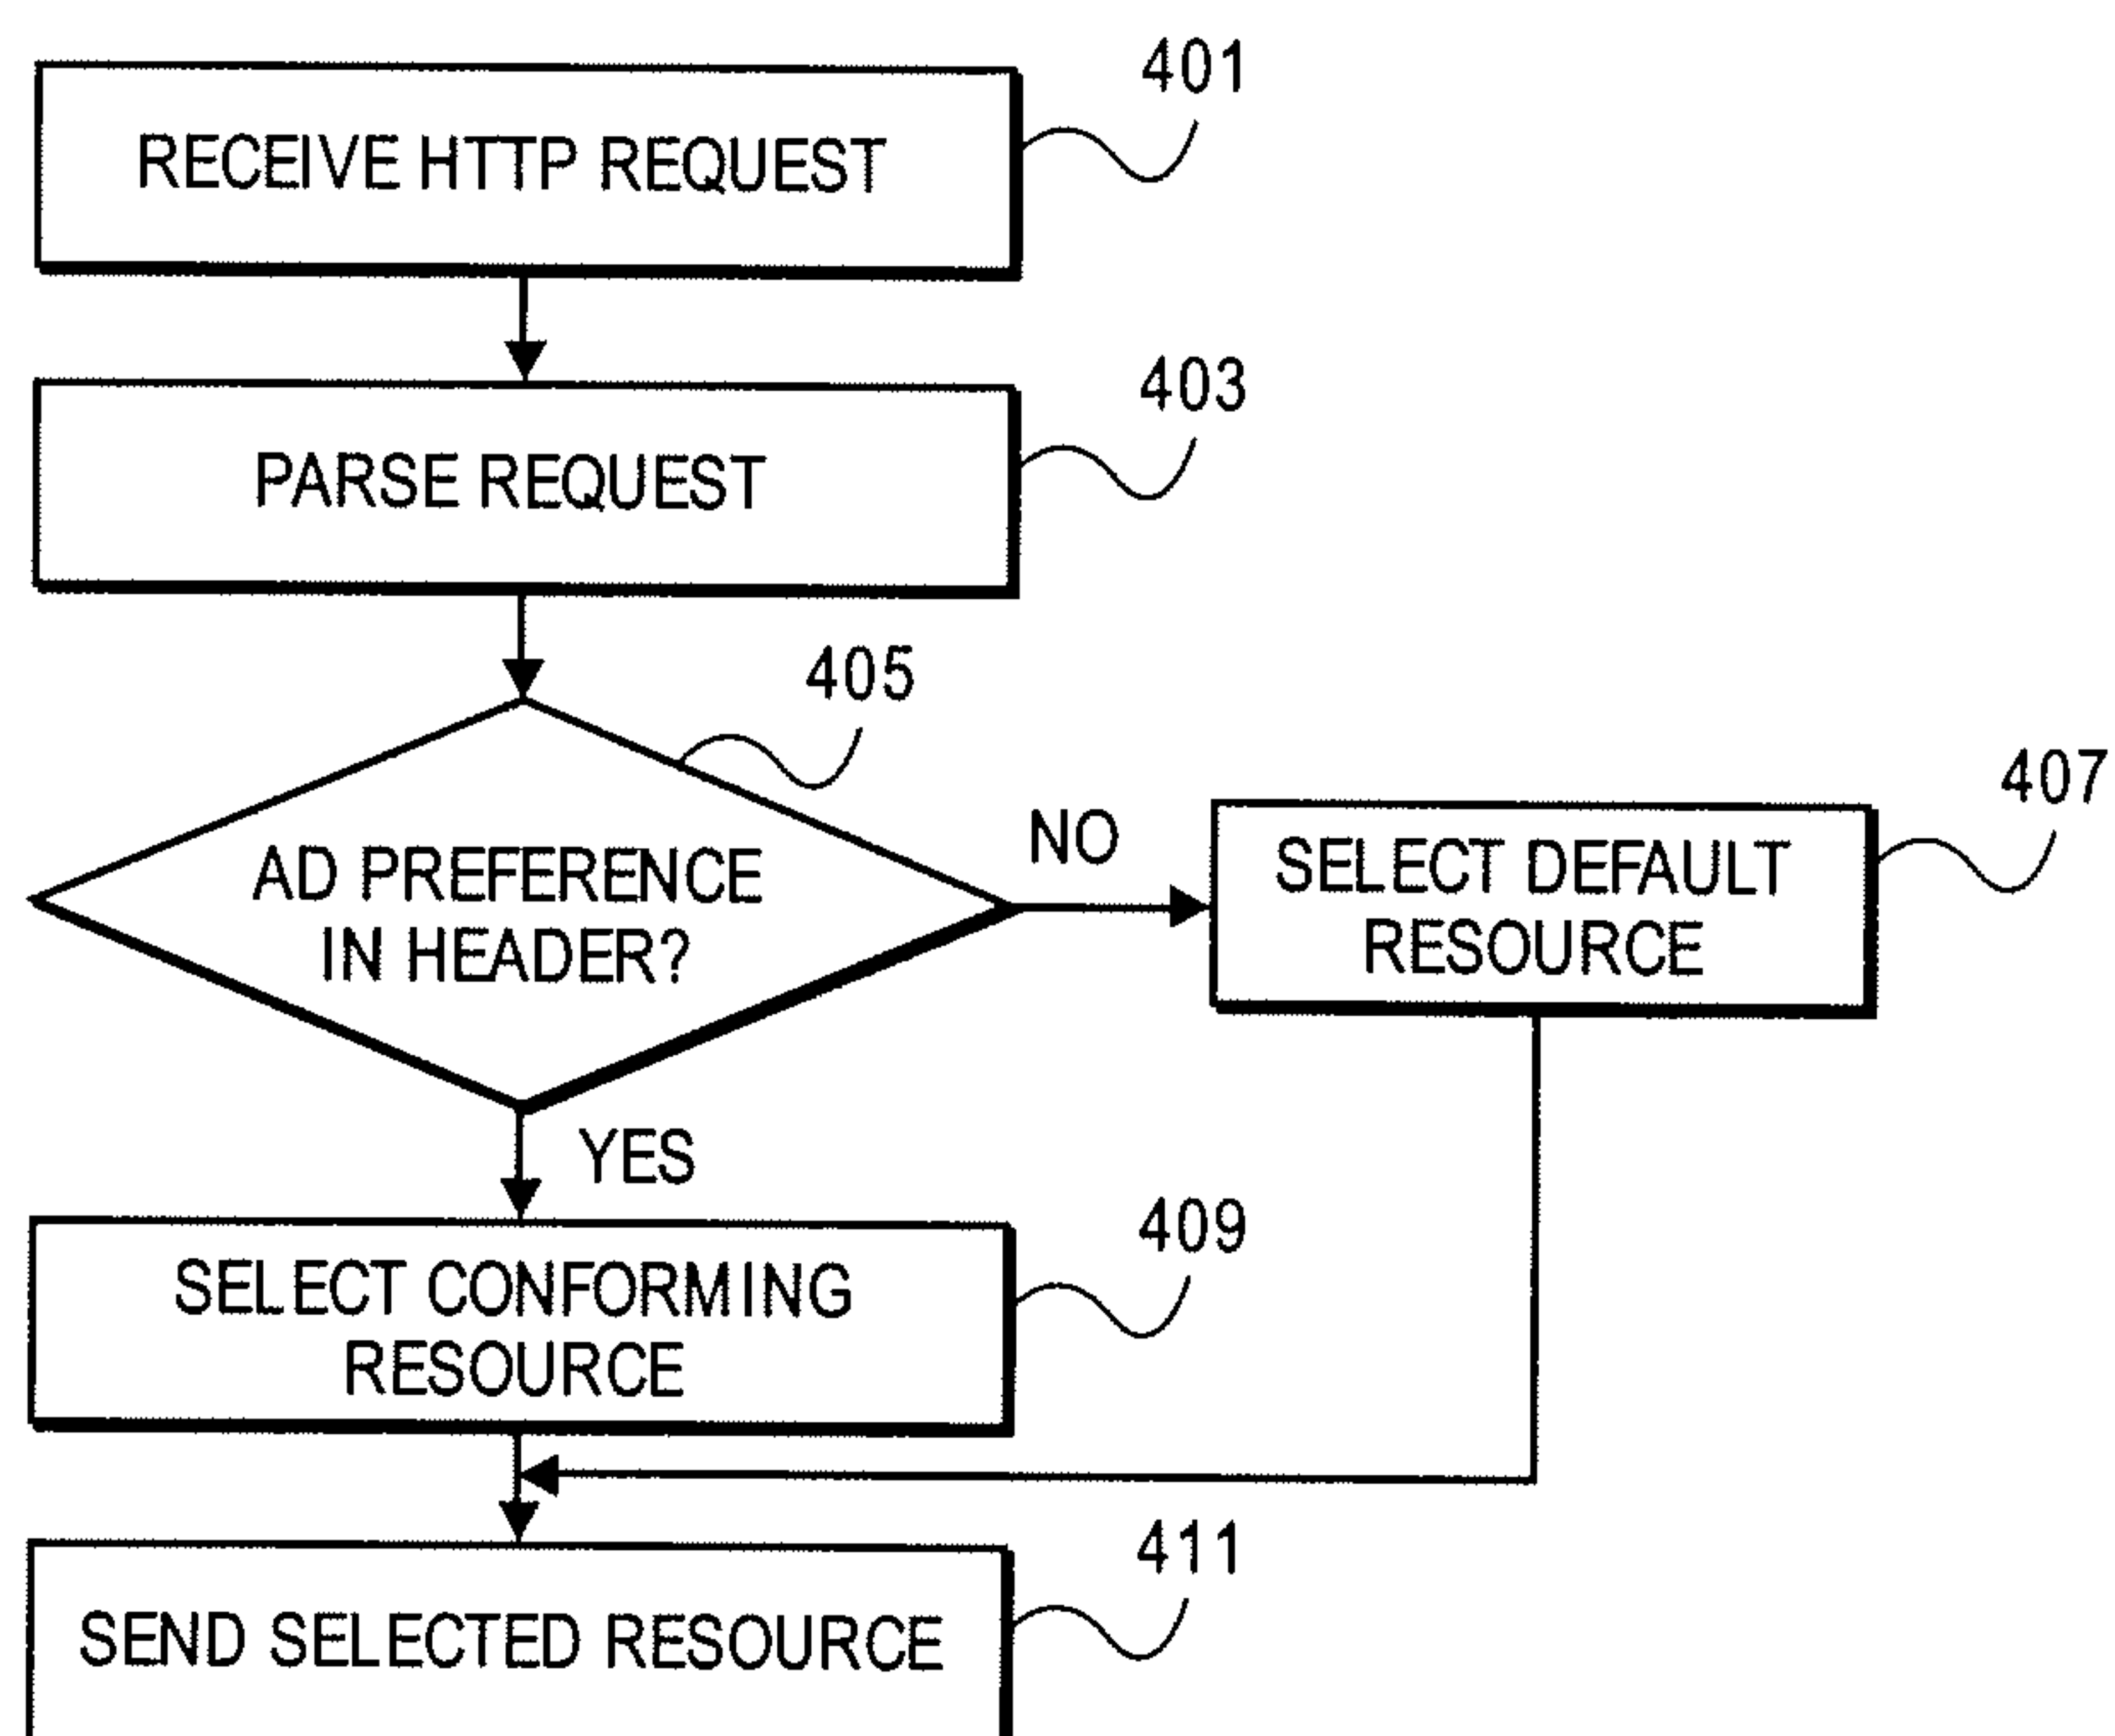 401
RECEIVE HTTP REQUEST
403
PARSE REQUEST
405
AD PREFERENCE
IN HEADER?
NO
407
SELECT DEFAULT
RESOURCE
YES
409
SELECT CONFORMING
RESOURCE
411
SEND SELECTED RESOURCE